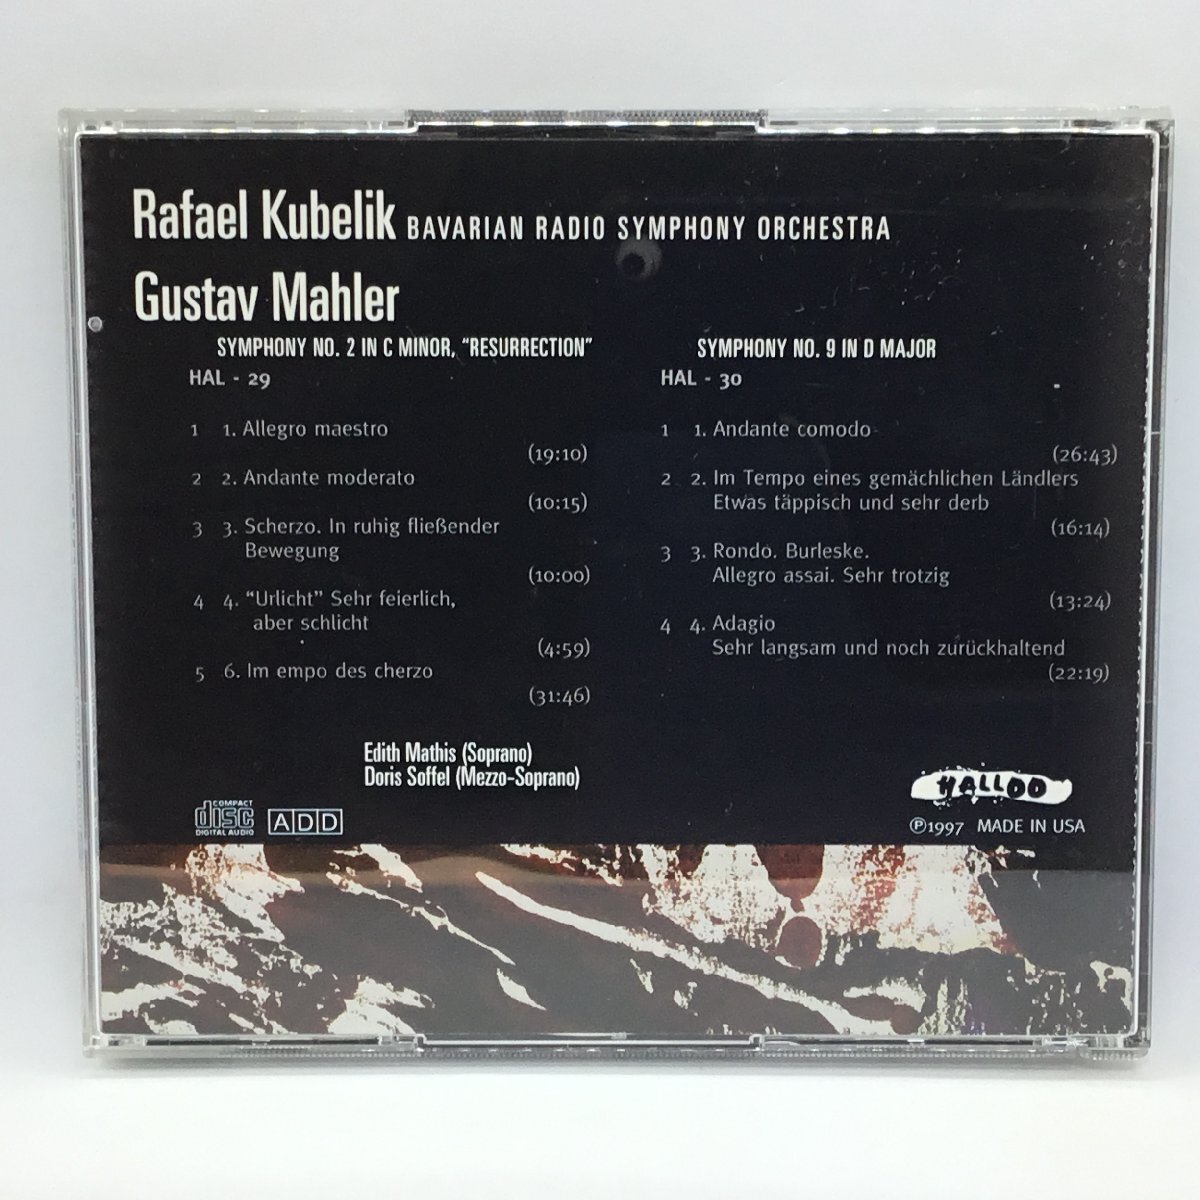 Rafael Kubelik BAVARIAN RADIO SYMPHONY ORCHESTRA
Gustav Mahler
SYMPHONY NO. 2 IN C MINOR, “RESURRECTION”
HAL - 29
1 1. Allegro maestro
(19:10)
2 2. Andante moderato
(10:15)
3 3. Scherzo. In ruhig fließender
Bewegung
(10:00)
4 4. “Urlicht” Sehr feierlich,
aber schlicht
(4:59)
5 6. Im empo des cherzo
(31:46)
Edith Mathis (Soprano)
Doris Soffel (Mezzo-Soprano)
SYMPHONY NO. 9 IN D MAJOR
HAL - 30
1 1. Andante comodo
(26:43)
2 2. Im Tempo eines gemächlichen Ländlers
Etwas täppisch und sehr derb
(16:14)
3 3. Rondo. Burleske.
Allegro assai. Sehr trotzig
(13:24)
4 4. Adagio
Sehr langsam und noch zurückhaltend
(22:19)
COMPACT
disc
DIGITAL AUDIO
ADD
HALLOO
℗1997 MADE IN USA